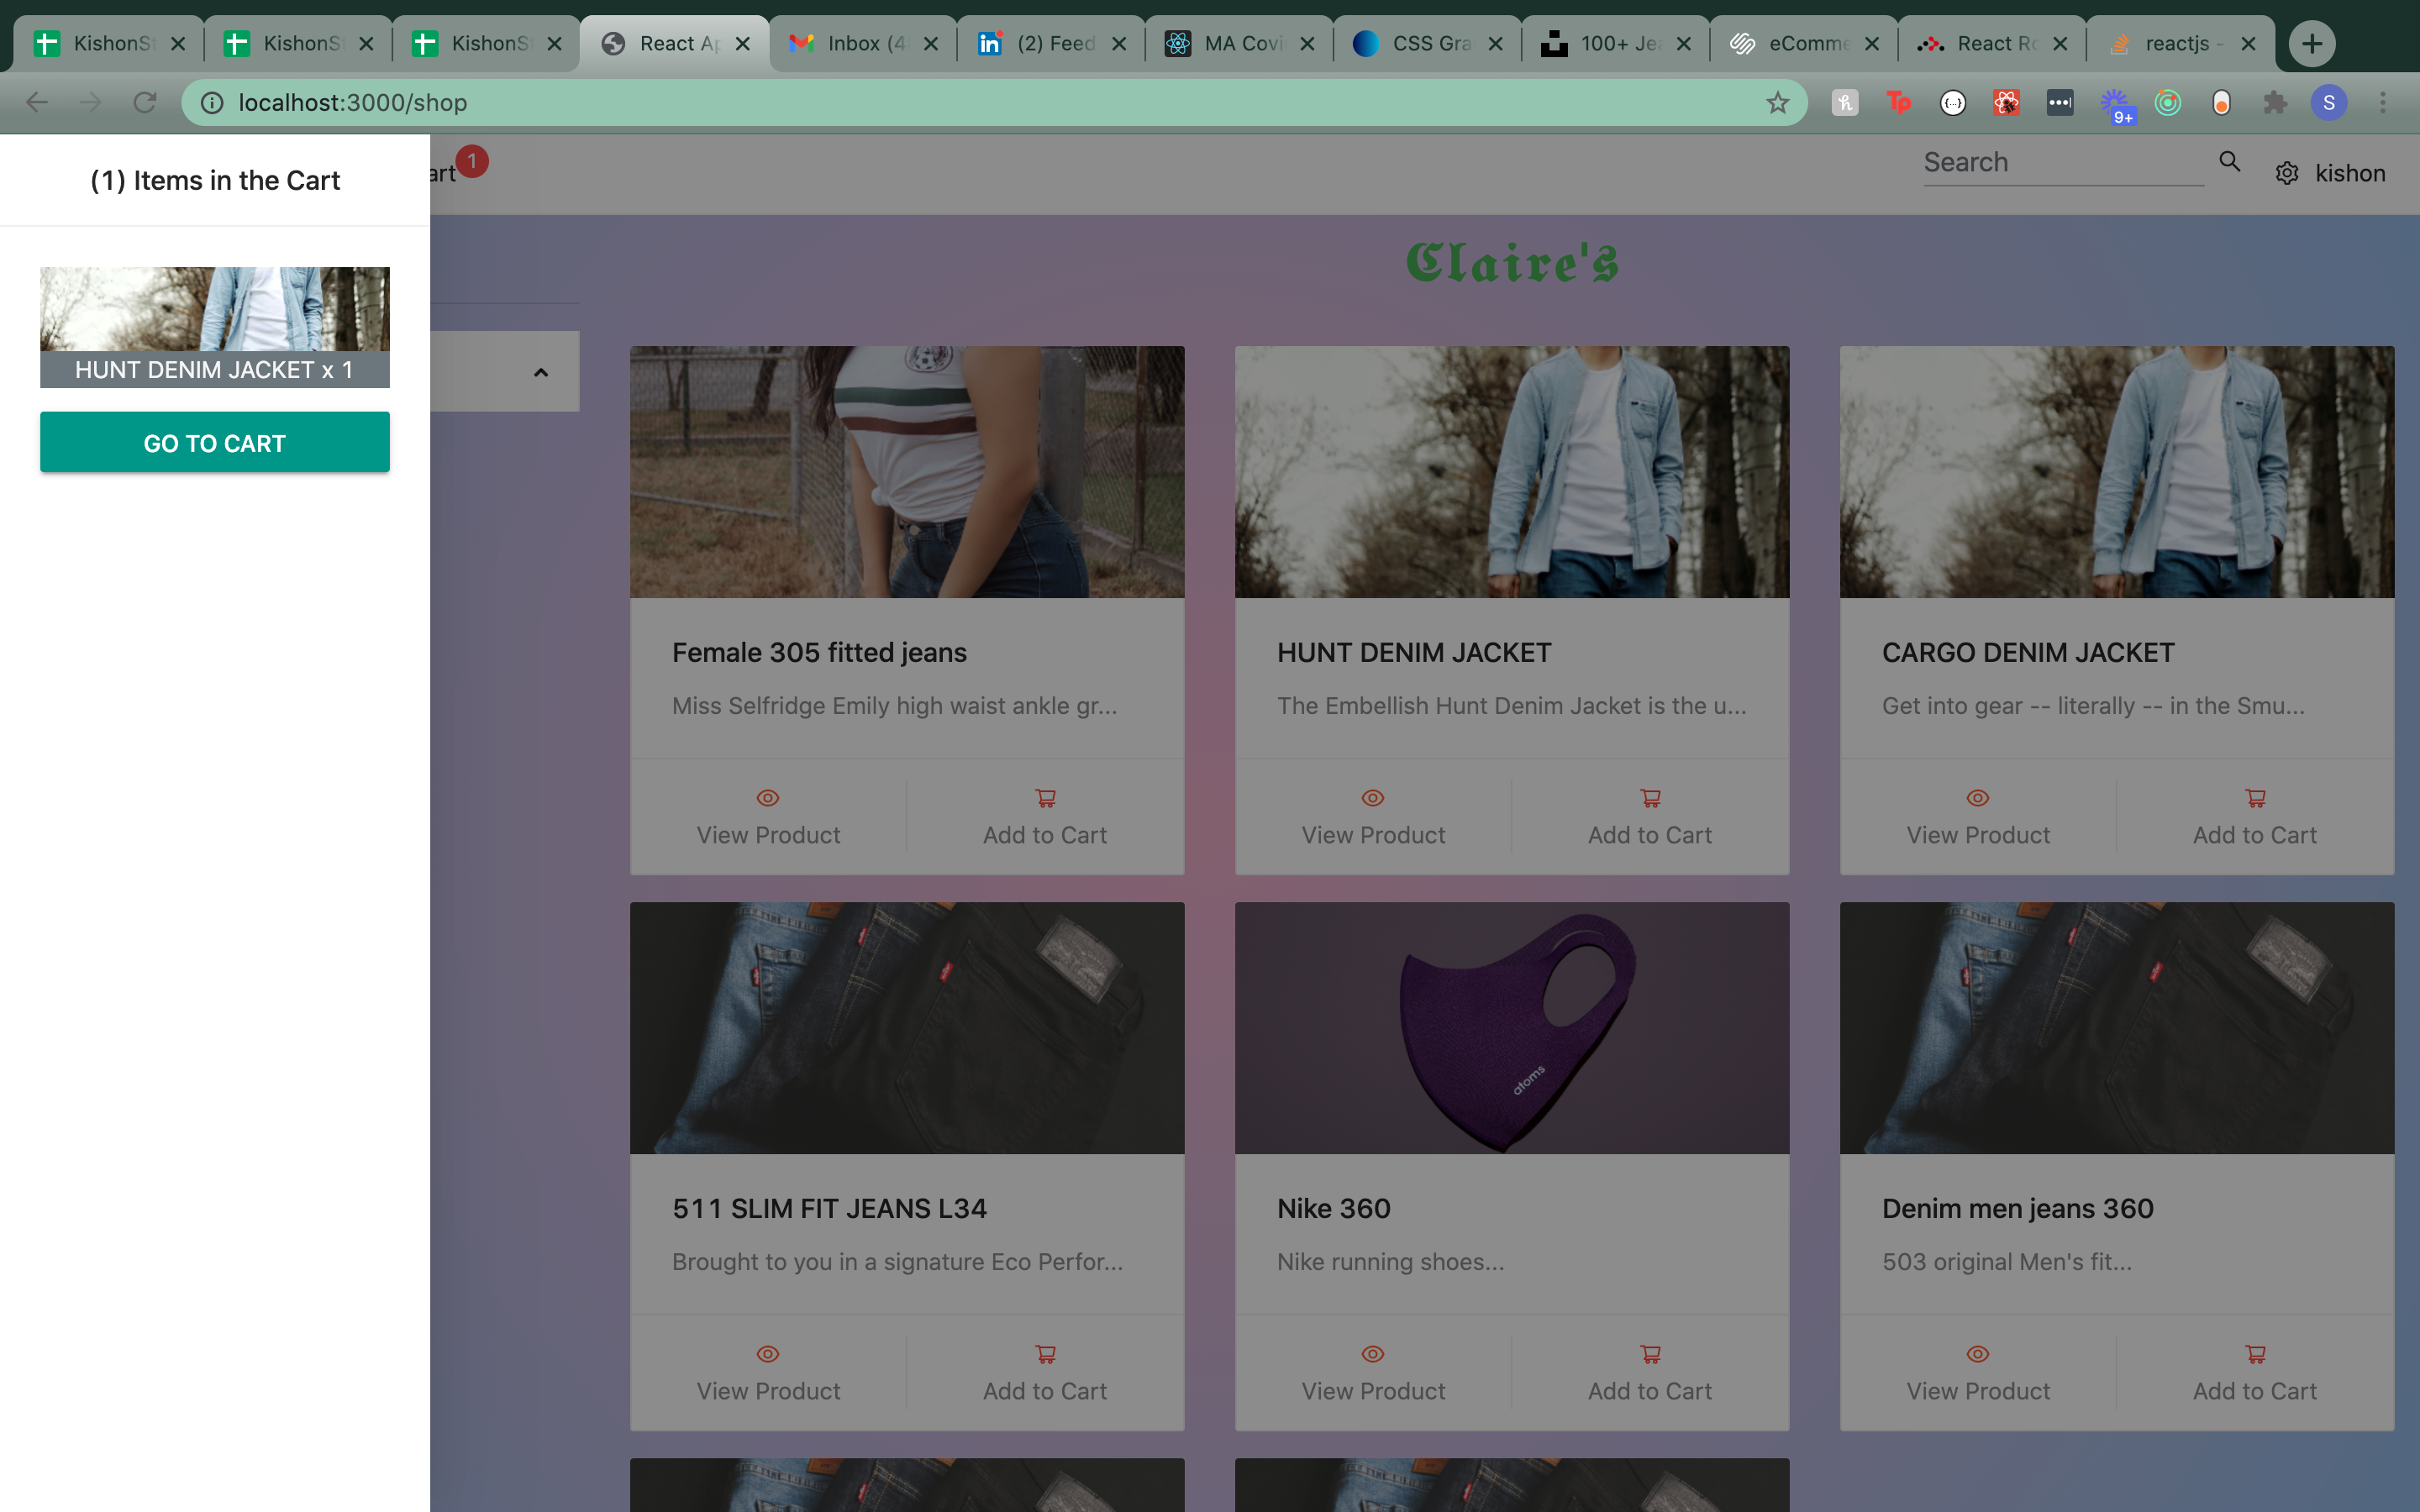 KishonSt
KishonSt
KishonSt
React Ap
Inbox (4
(2) Feed
MA Covi
CSS Gra
100+ Jea
eComme
React Ro
reactjs -
localhost:3000/shop
Tp
9+
S
(1) Items in the Cart
art
1
Search
kishon
Claire's
HUNT DENIM JACKET x 1
GO TO CART
Female 305 fitted jeans
Miss Selfridge Emily high waist ankle gr...
View Product
Add to Cart
HUNT DENIM JACKET
The Embellish Hunt Denim Jacket is the u...
View Product
Add to Cart
CARGO DENIM JACKET
Get into gear -- literally -- in the Smu...
View Product
Add to Cart
511 SLIM FIT JEANS L34
Brought to you in a signature Eco Perfor...
View Product
Add to Cart
atoms
Nike 360
Nike running shoes...
View Product
Add to Cart
Denim men jeans 360
503 original Men's fit...
View Product
Add to Cart